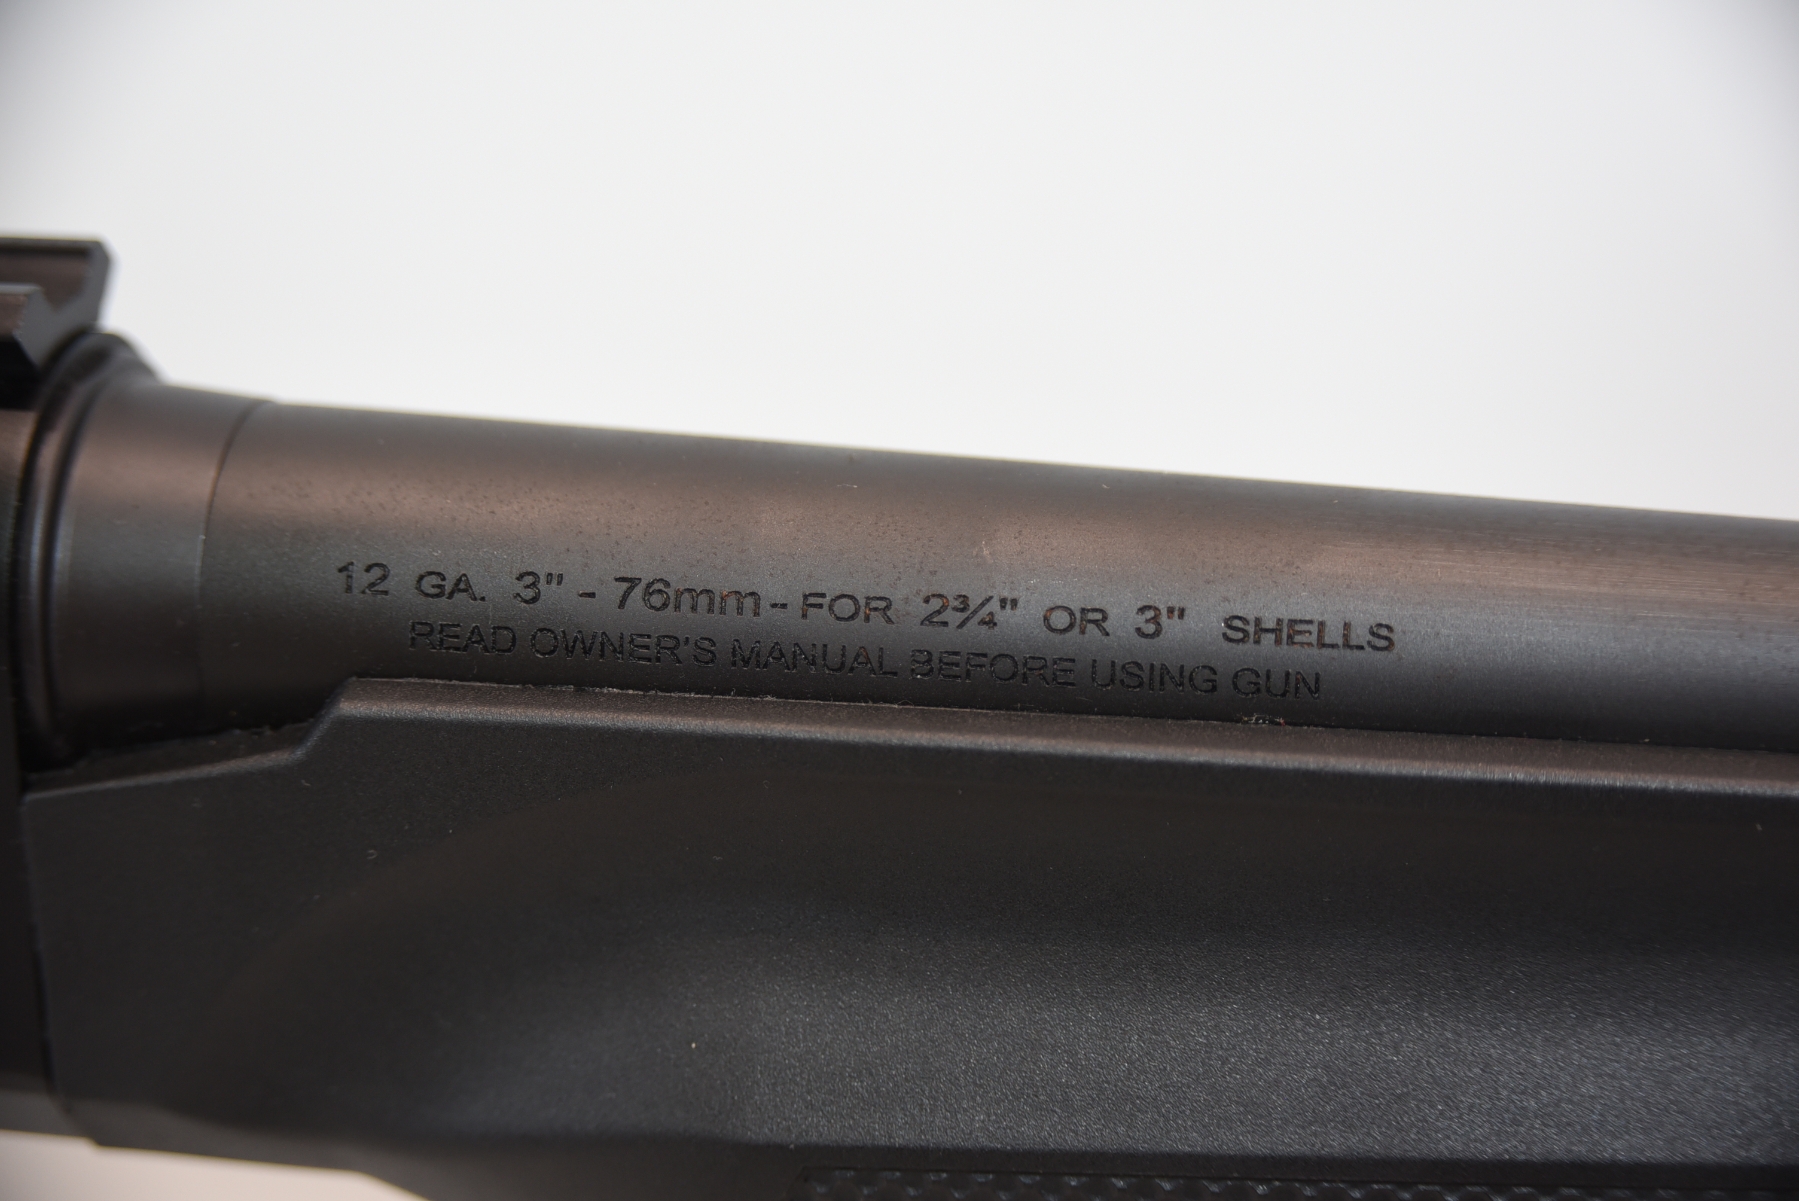 12 GA. 3" - 76mm - FOR 2¾" OR 3" SHELLS
READ OWNER'S MANUAL BEFORE USING GUN